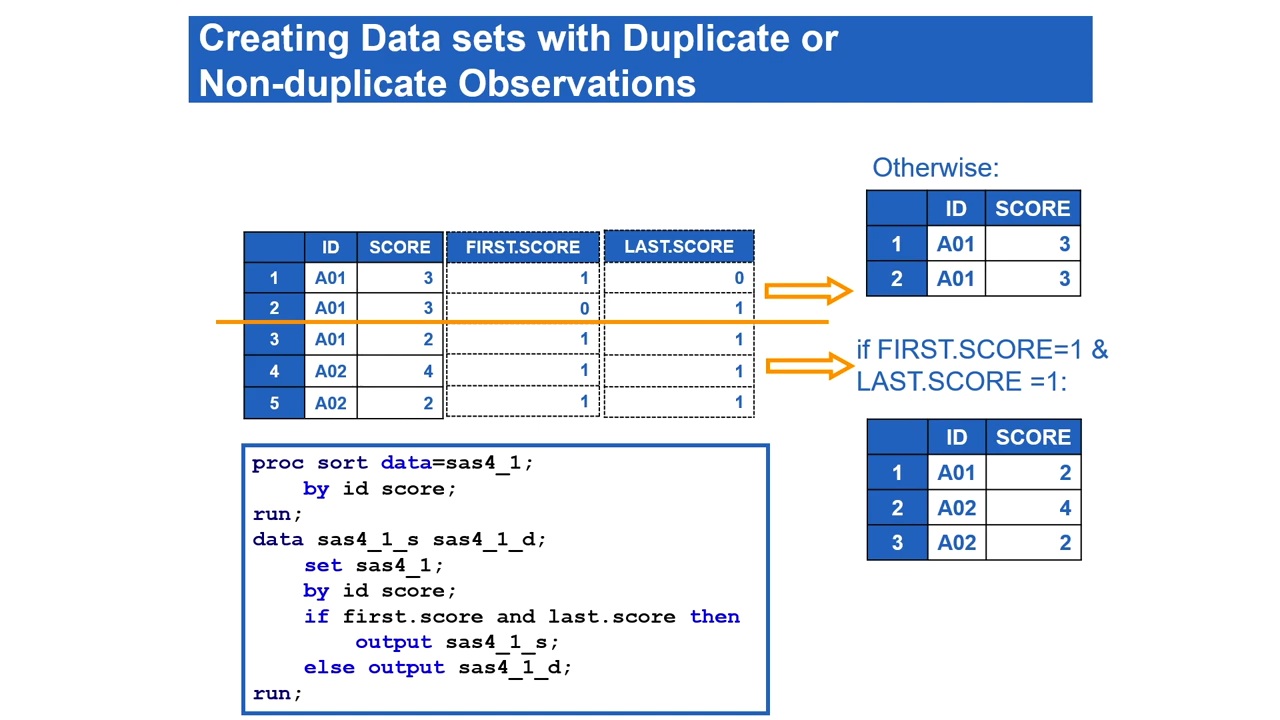 Creating Data sets with Duplicate or
Non-duplicate Observations
Otherwise:
ID SCORE
1 A01 3
2 A01 3
ID SCORE FIRST.SCORE LAST.SCORE
1 A01 3 1 0
2 A01 3 0 1
3 A01 2 1 1
4 A02 4 1 1
5 A02 2 1 1
if FIRST.SCORE=1 &
LAST.SCORE =1:
ID SCORE
1 A01 2
2 A02 4
3 A02 2
proc sort data=sas4_1;
    by id score;
run;
data sas4_1_s sas4_1_d;
    set sas4_1;
    by id score;
    if first.score and last.score then
        output sas4_1_s;
    else output sas4_1_d;
run;